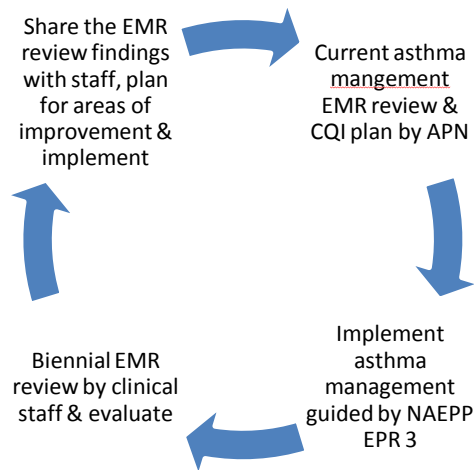 Share the EMR
review findings
with staff, plan
for areas of
improvement &
implement
Current asthma
mangement
EMR review &
CQI plan by APN
Implement
asthma
management
guided by NAEPP
EPR 3
Biennial EMR
review by clinical
staff & evaluate